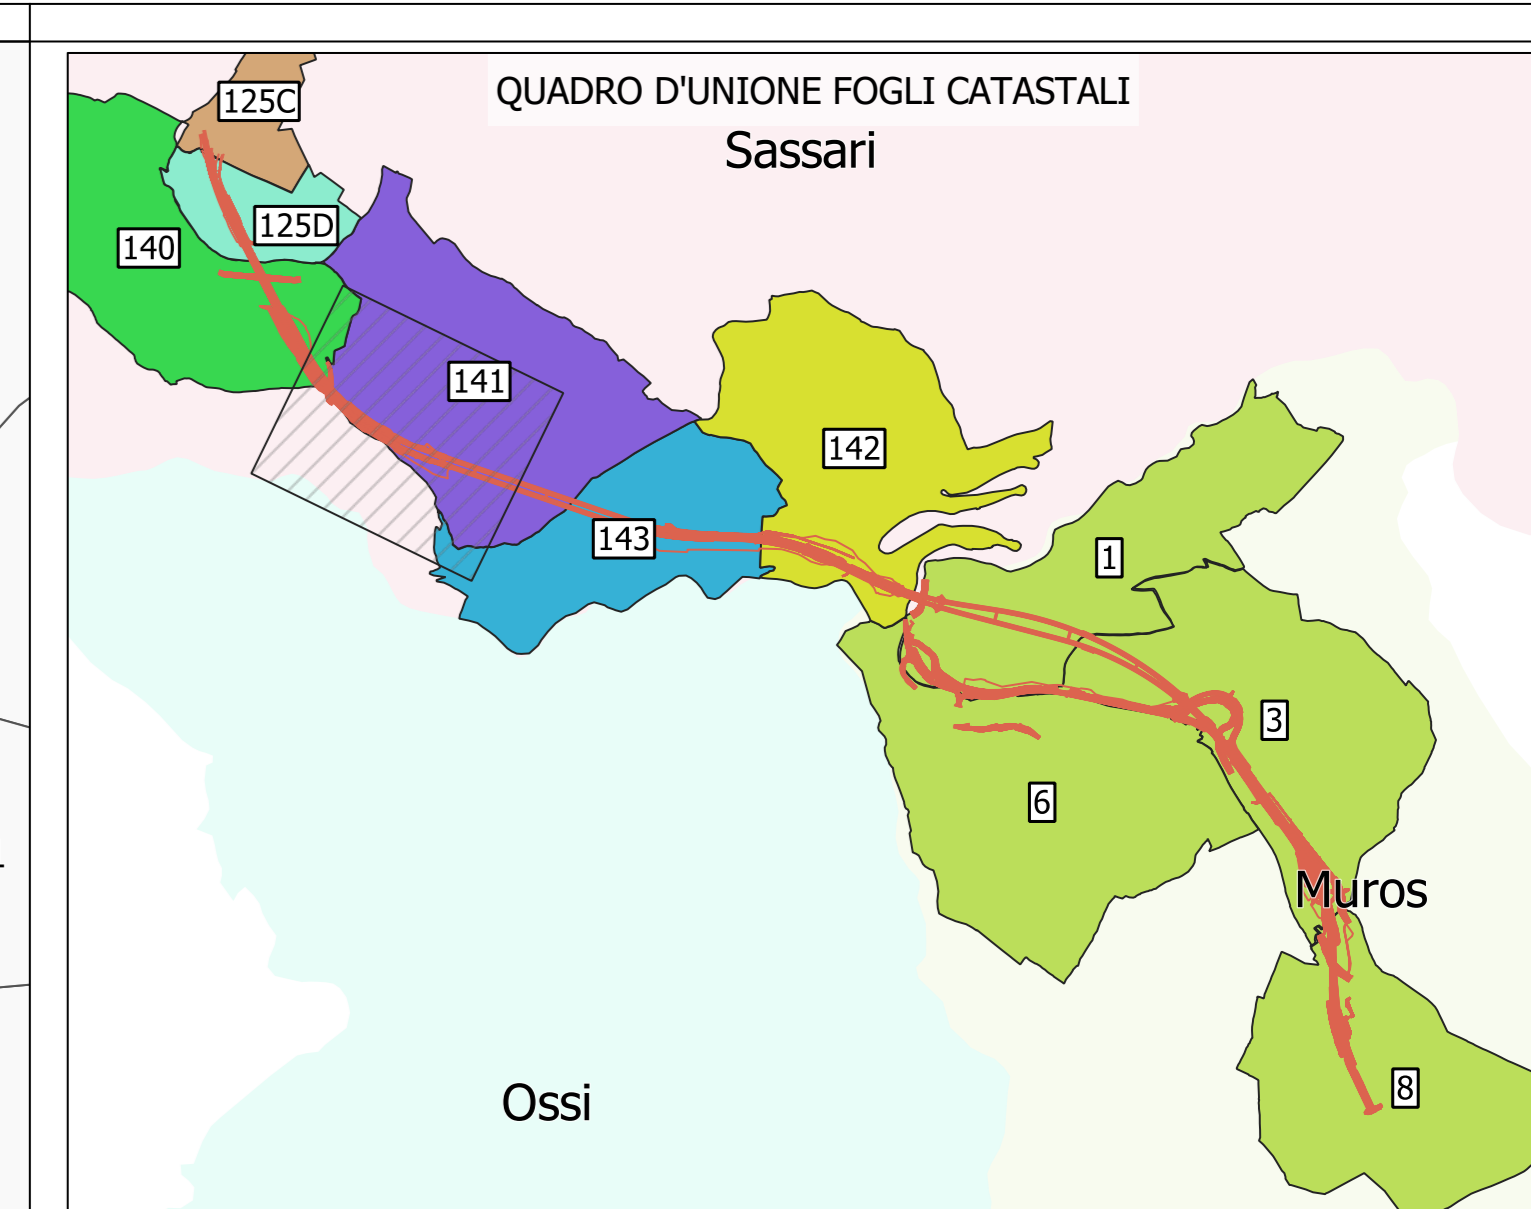 QUADRO D'UNIONE FOGLI CATASTALI
125C
Sassari
125D
140
141
142
143
1
3
6
Muros
8
Ossi